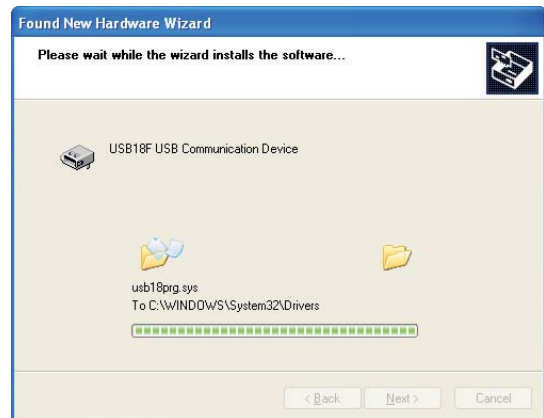 Found New Hardware Wizard
Please wait while the wizard installs the software...
USB18F USB Communication Device
usb18prg.sys
To C:\WINDOWS\System32\Drivers
< Back Next > Cancel